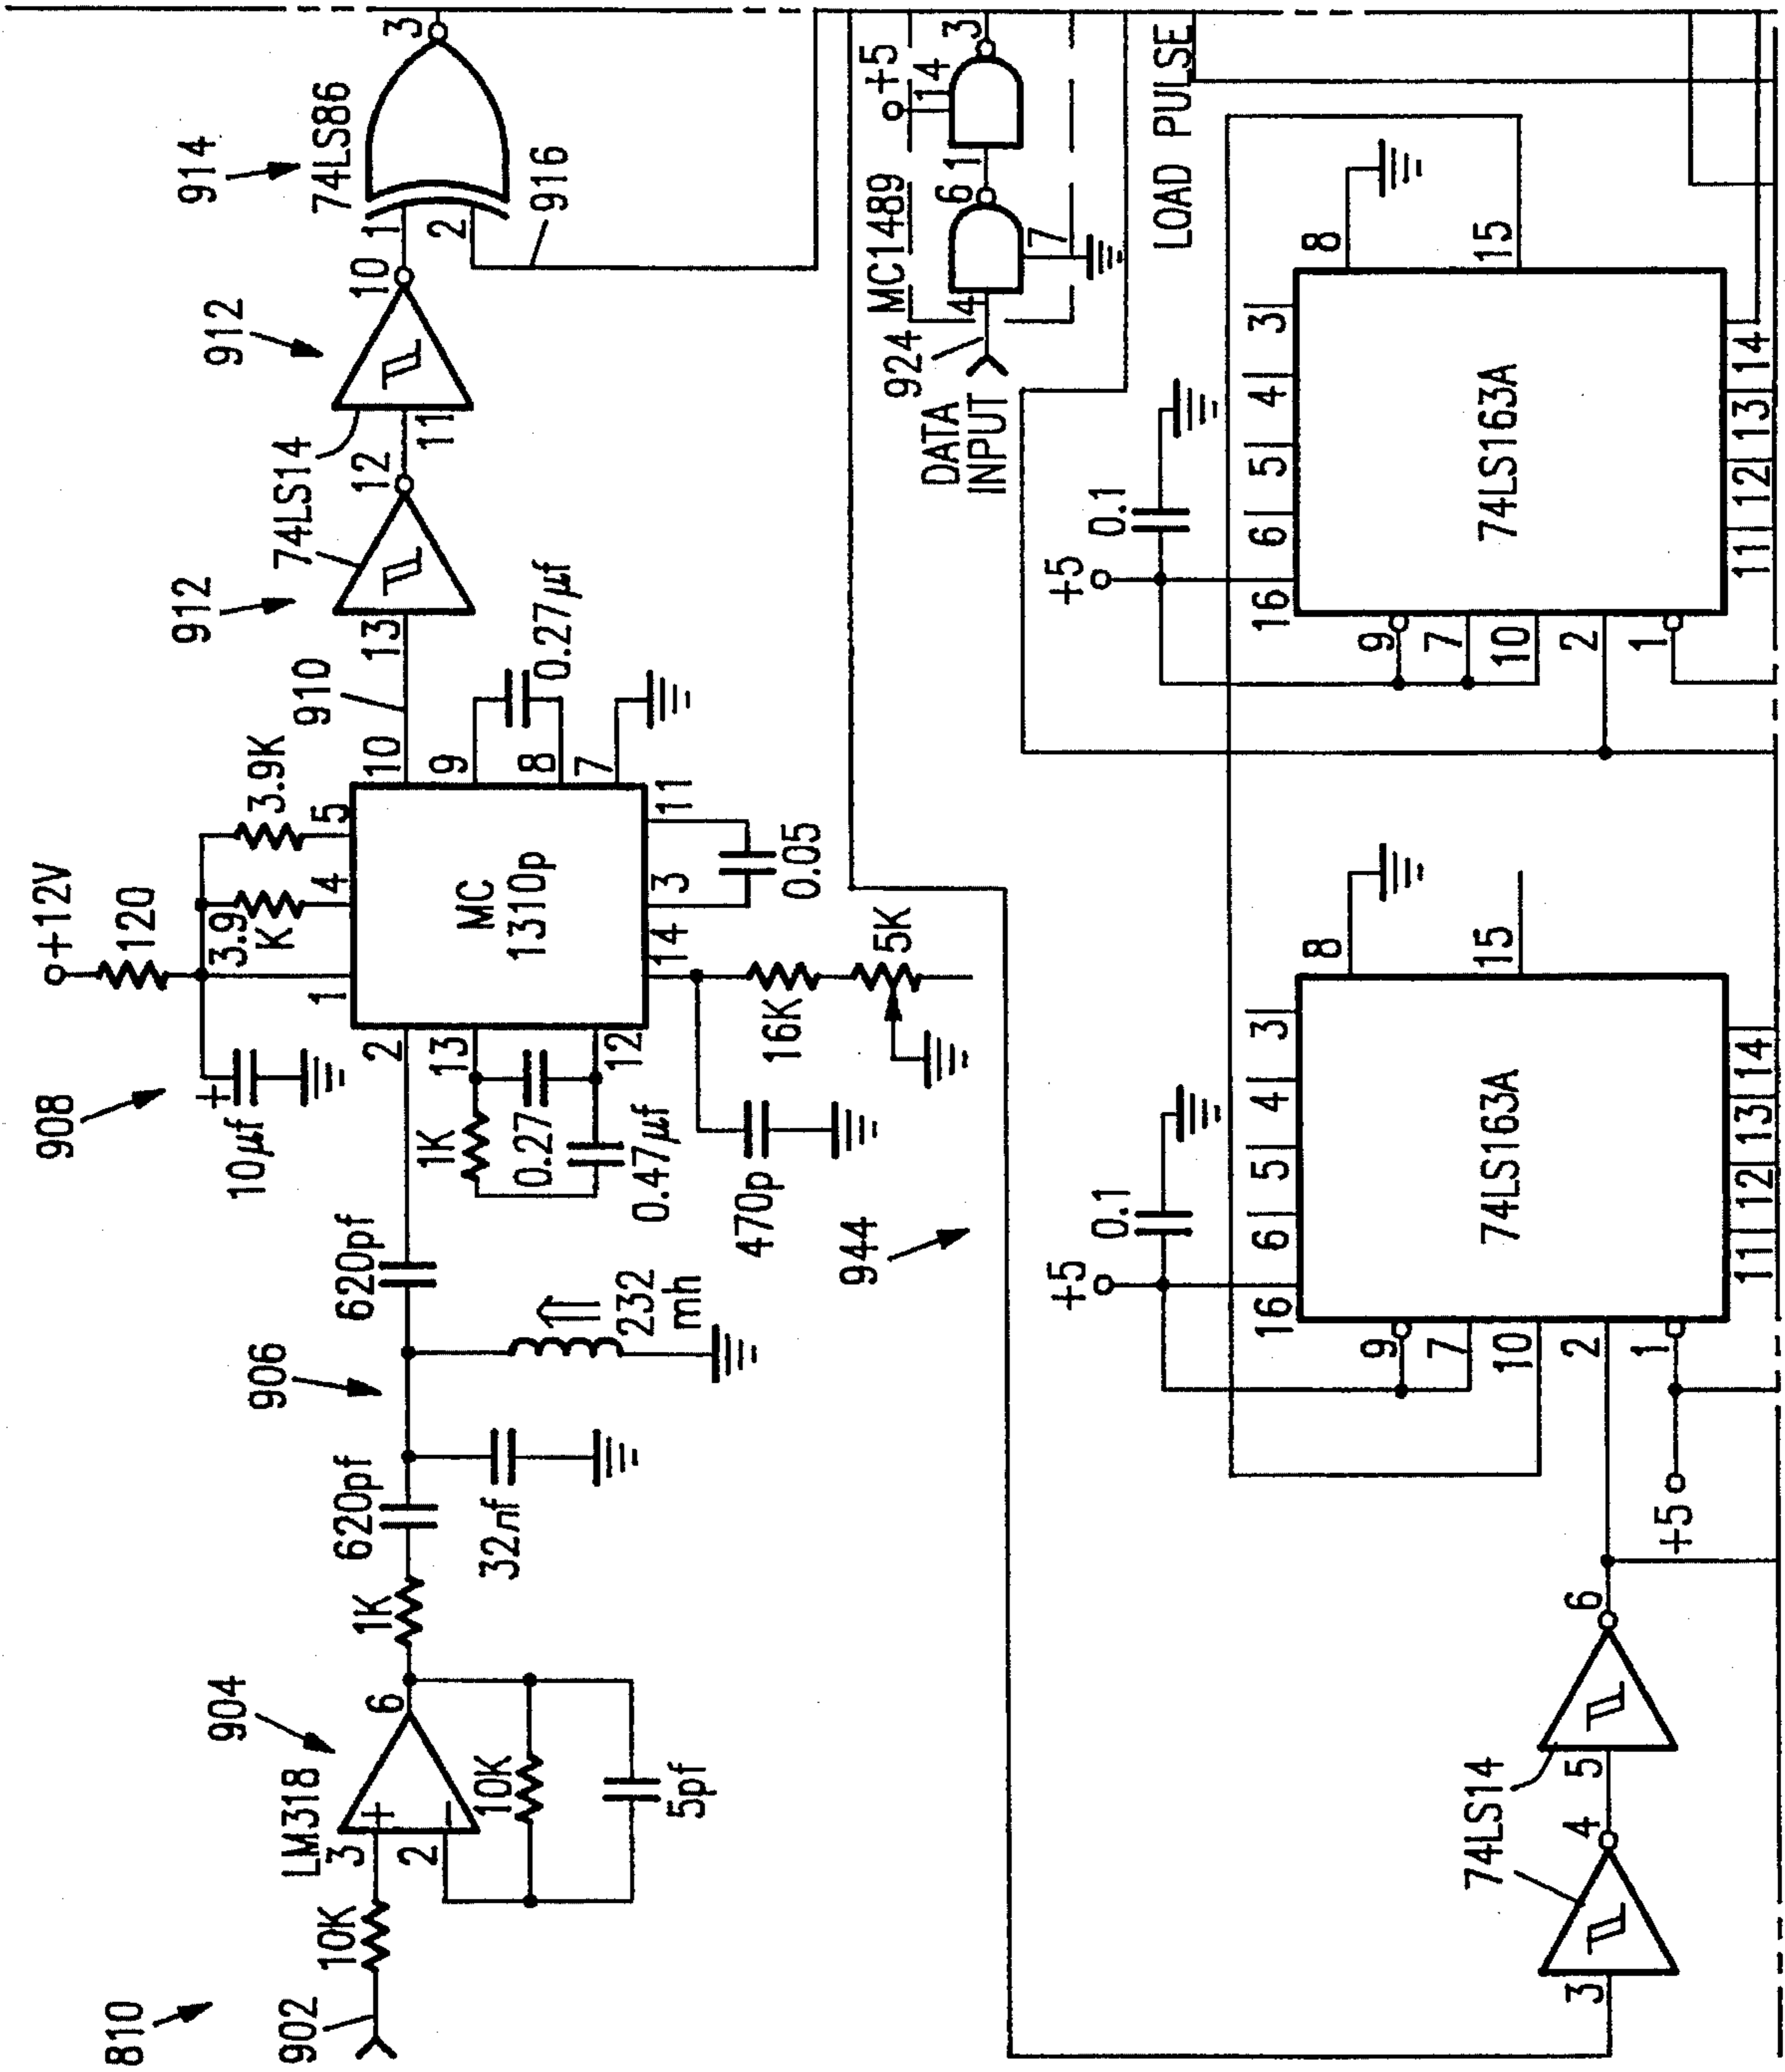 810
902
10K
3
2
LM318
904
6
10K
5pf
1K
620pf
32nf
906
620pf
232
mh
908
+
10µf
+12V
120
3.9
K
3.9K
1
4
5
2
13
12
MC
1310p
10
9
8
7
14
3
11
1K
0.27
0.47µf
470p
16K
5K
0.05
0.27µf
910
912
13
12
74LS14
912
11
10
914
74LS86
1
2
3
916
944
DATA
INPUT
924
MC1489
4
6
7
1
14
+5
3
LOAD PULSE
3
4
5
6
74LS14
+5
+5
0.1
16
9
7
10
2
1
6
5
4
3
8
15
74LS163A
11
12
13
14
+5
0.1
16
9
7
10
2
1
6
5
4
3
8
15
74LS163A
11
12
13
14